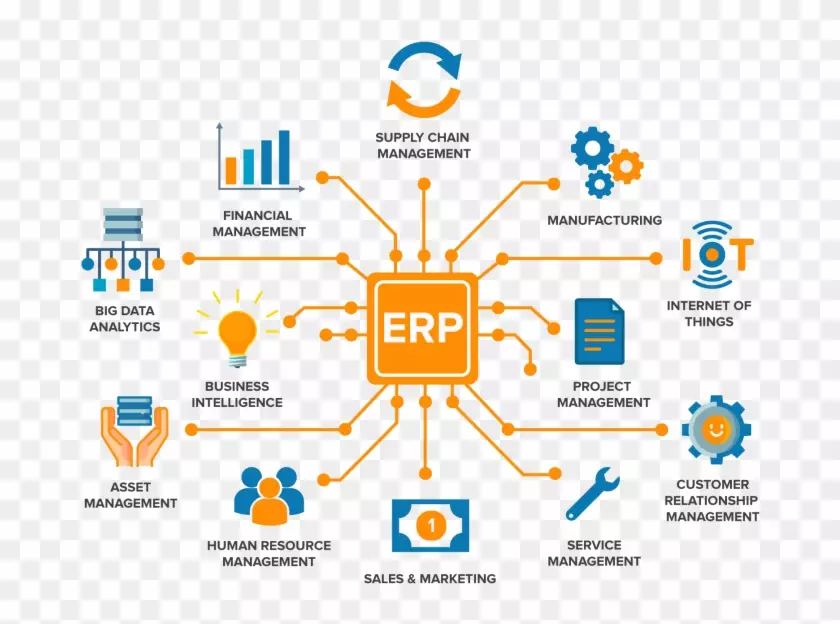 SUPPLY CHAIN
MANAGEMENT
FINANCIAL
MANAGEMENT
MANUFACTURING
BIG DATA
ANALYTICS
IOT
INTERNET OF
THINGS
ERP
BUSINESS
INTELLIGENCE
PROJECT
MANAGEMENT
ASSET
MANAGEMENT
CUSTOMER
RELATIONSHIP
MANAGEMENT
HUMAN RESOURCE
MANAGEMENT
1
SALES & MARKETING
SERVICE
MANAGEMENT